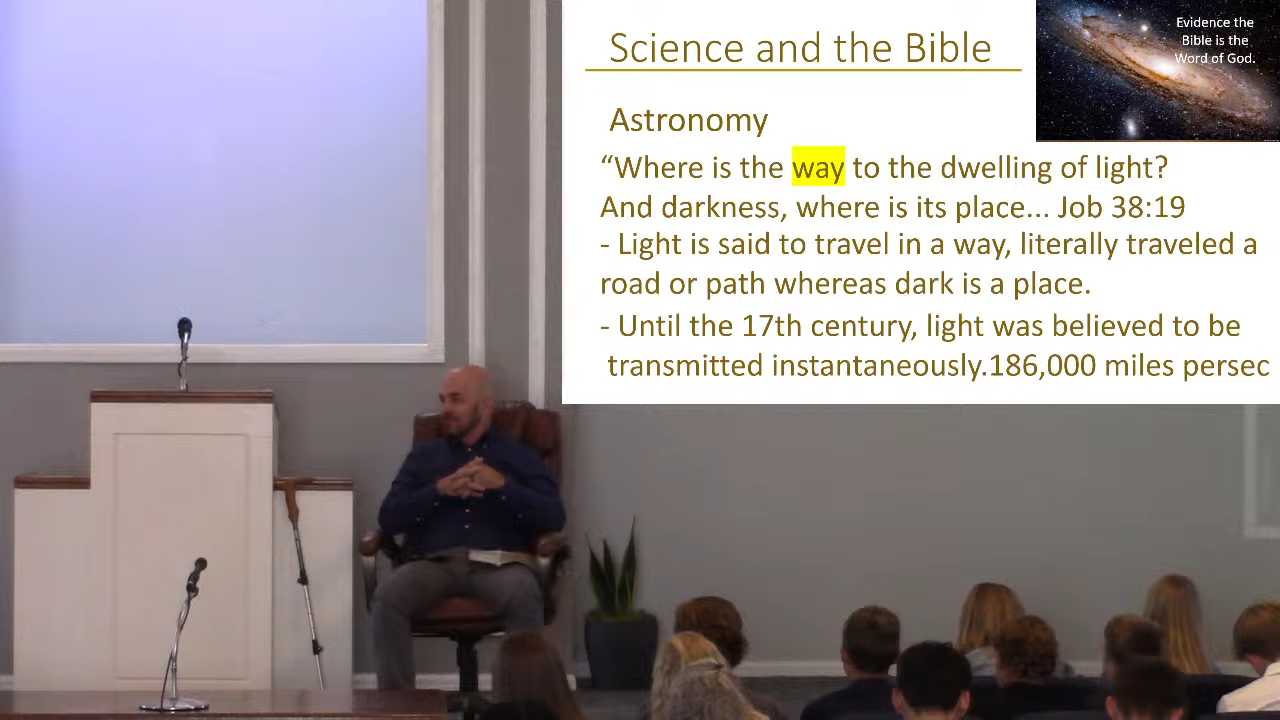 Science and the Bible
Evidence the
Bible is the
Word of God.
Astronomy
“Where is the way to the dwelling of light?
And darkness, where is its place... Job 38:19
- Light is said to travel in a way, literally traveled a
road or path whereas dark is a place.
- Until the 17th century, light was believed to be
transmitted instantaneously.186,000 miles persec